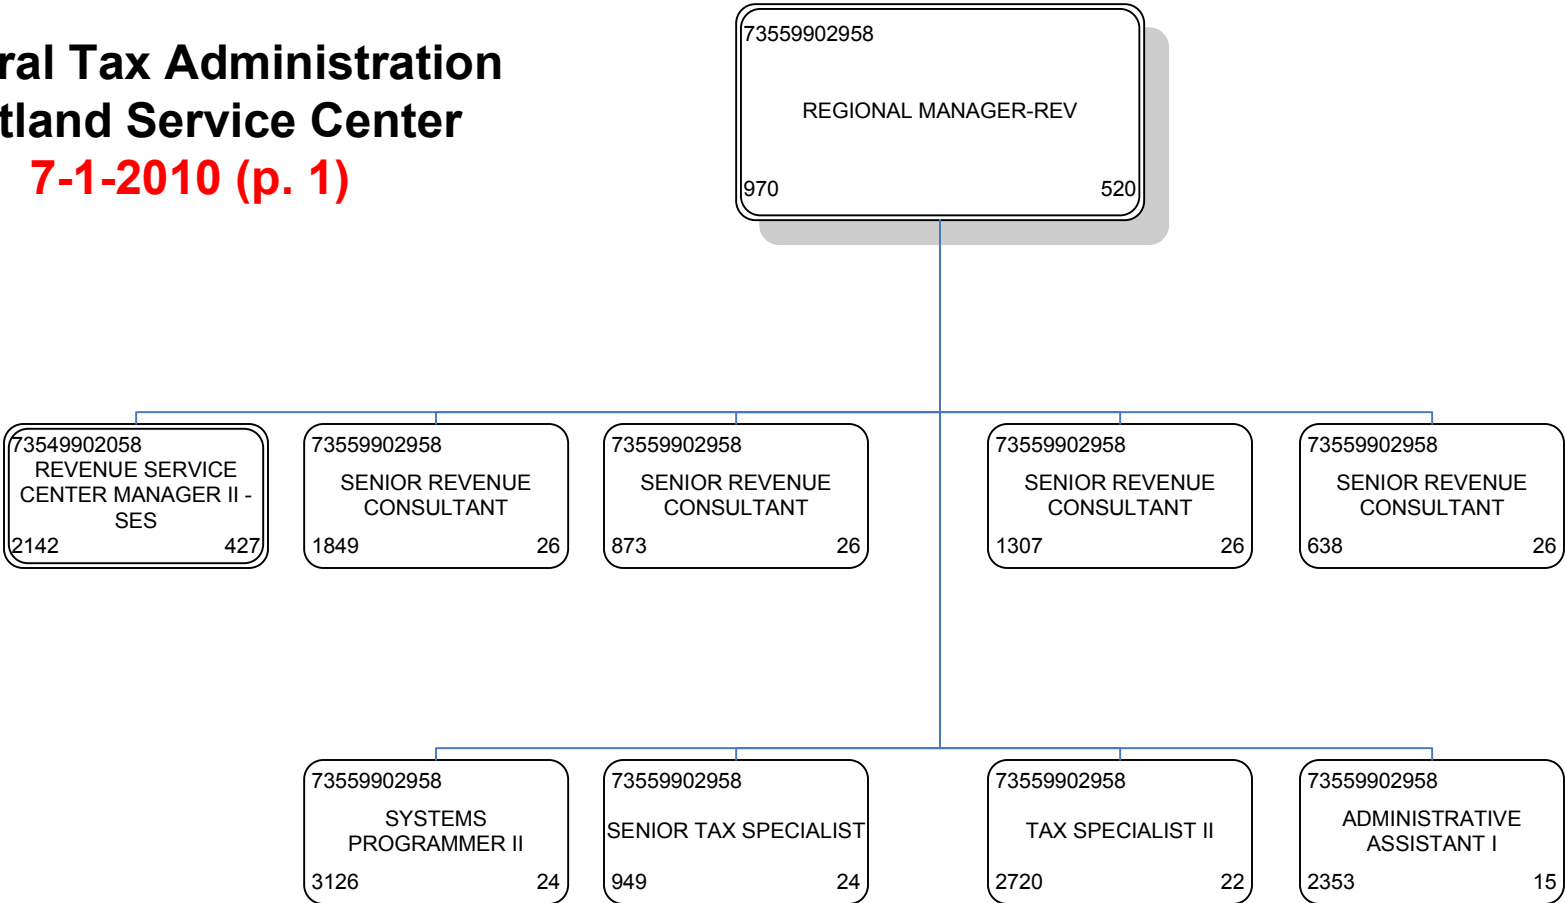 ral Tax Administration
tland Service Center
7-1-2010 (p. 1)
73559902958
REGIONAL MANAGER-REV
970 520
73549902058
REVENUE SERVICE
CENTER MANAGER II -
SES
2142 427
73559902958
SENIOR REVENUE
CONSULTANT
1849 26
73559902958
SENIOR REVENUE
CONSULTANT
873 26
73559902958
SENIOR REVENUE
CONSULTANT
1307 26
73559902958
SENIOR REVENUE
CONSULTANT
638 26
73559902958
SYSTEMS
PROGRAMMER II
3126 24
73559902958
SENIOR TAX SPECIALIST
949 24
73559902958
TAX SPECIALIST II
2720 22
73559902958
ADMINISTRATIVE
ASSISTANT I
2353 15